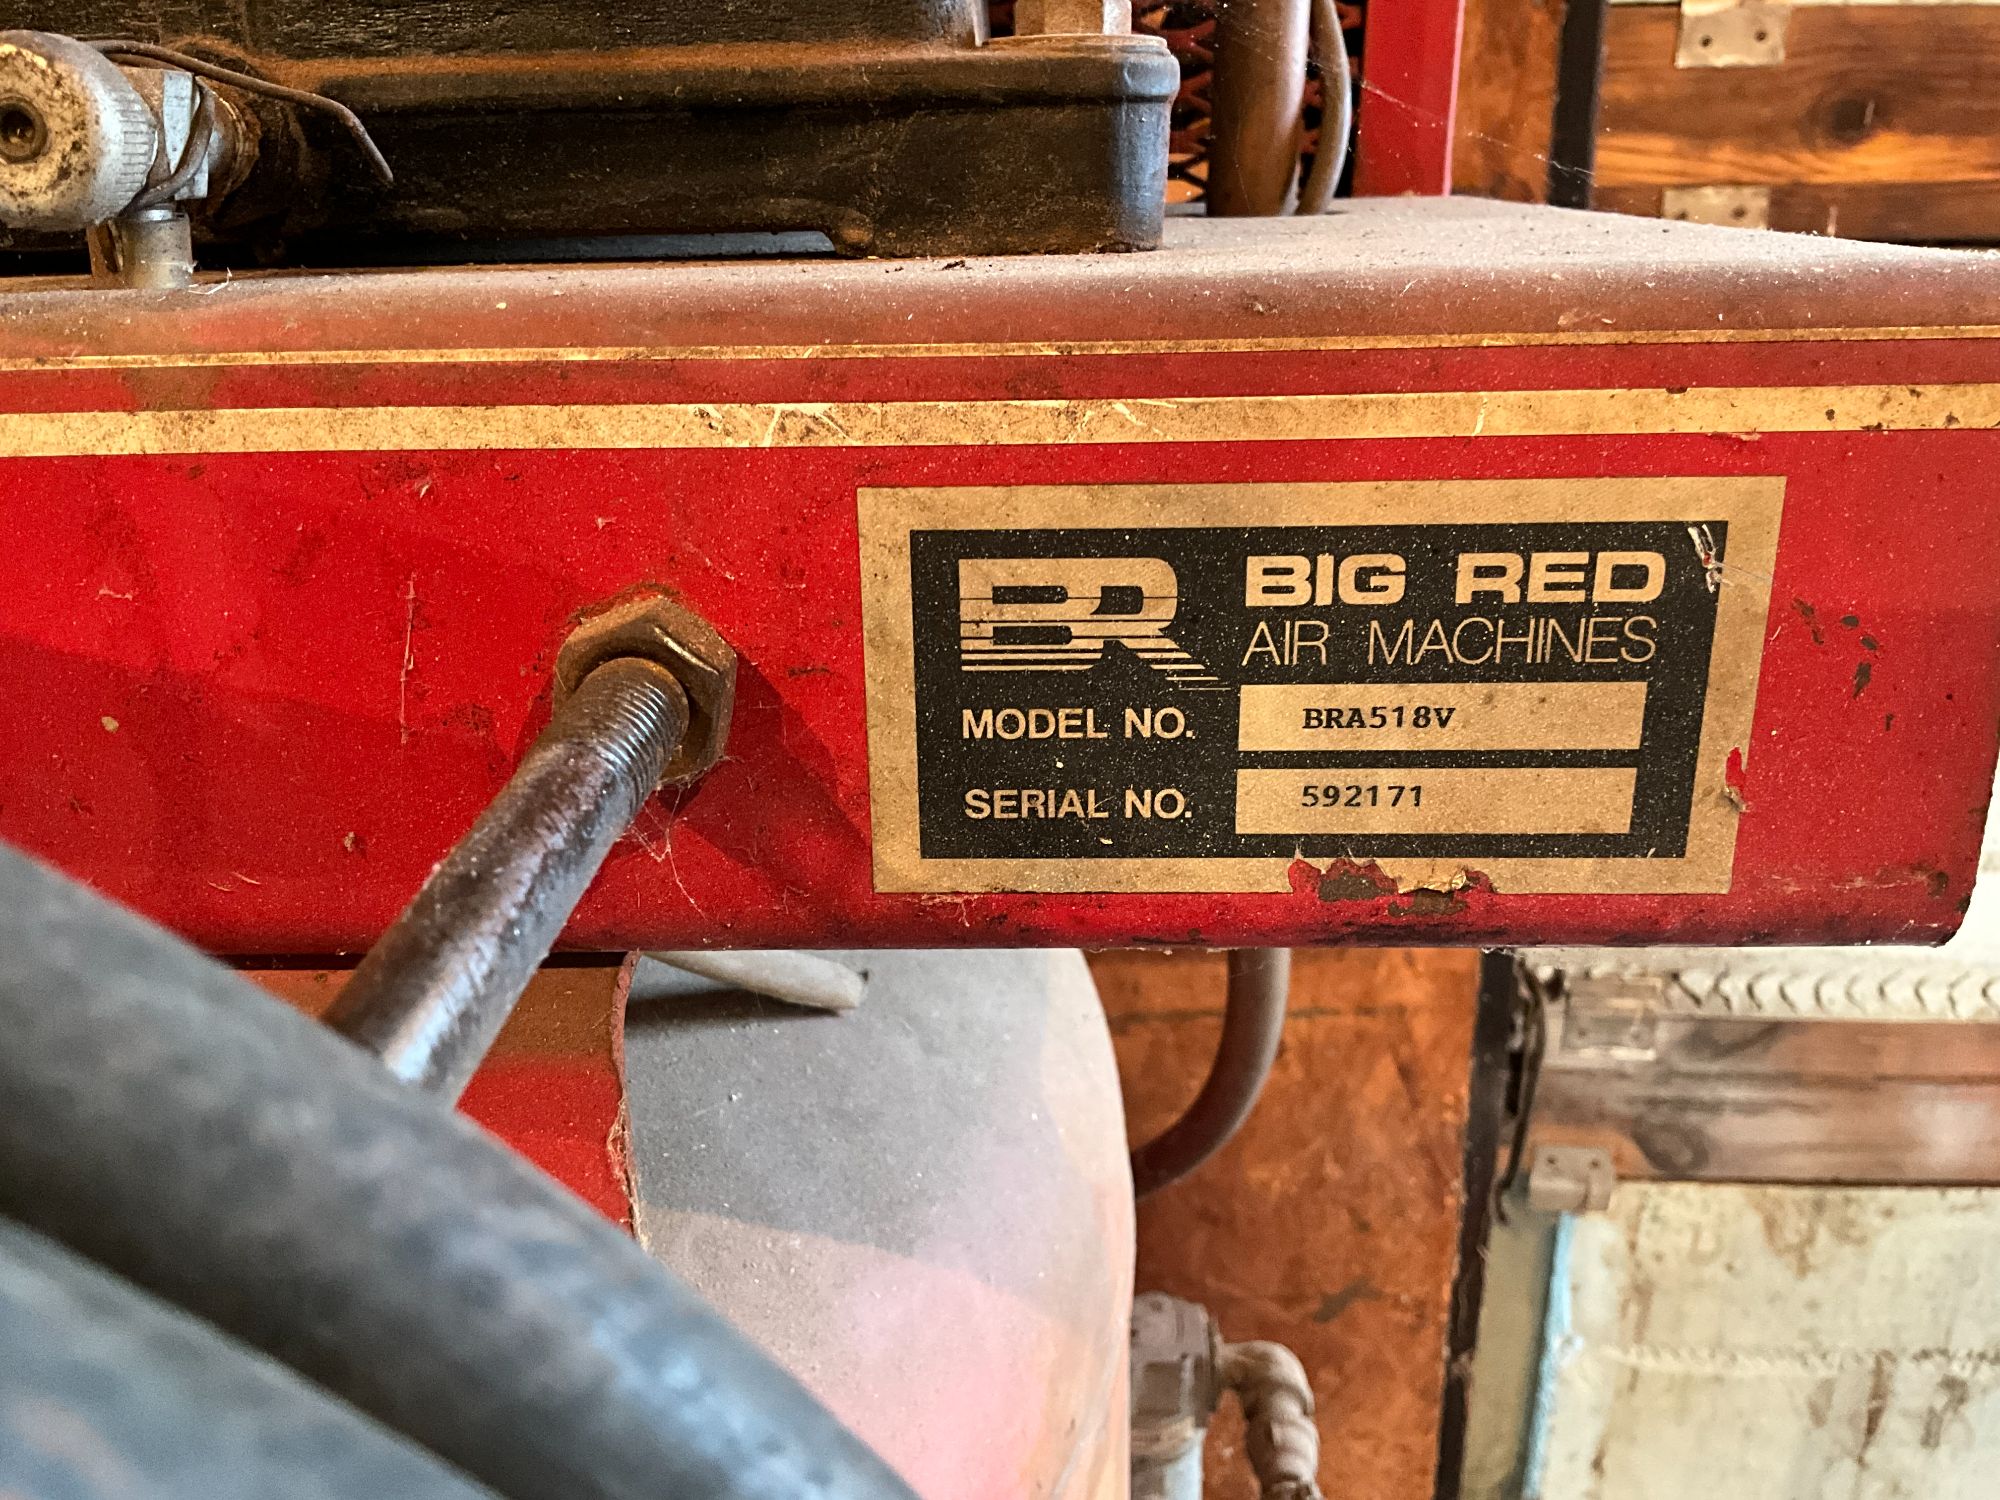 BR
BIG RED
AIR MACHINES
MODEL NO. BRA518V
SERIAL NO. 592171